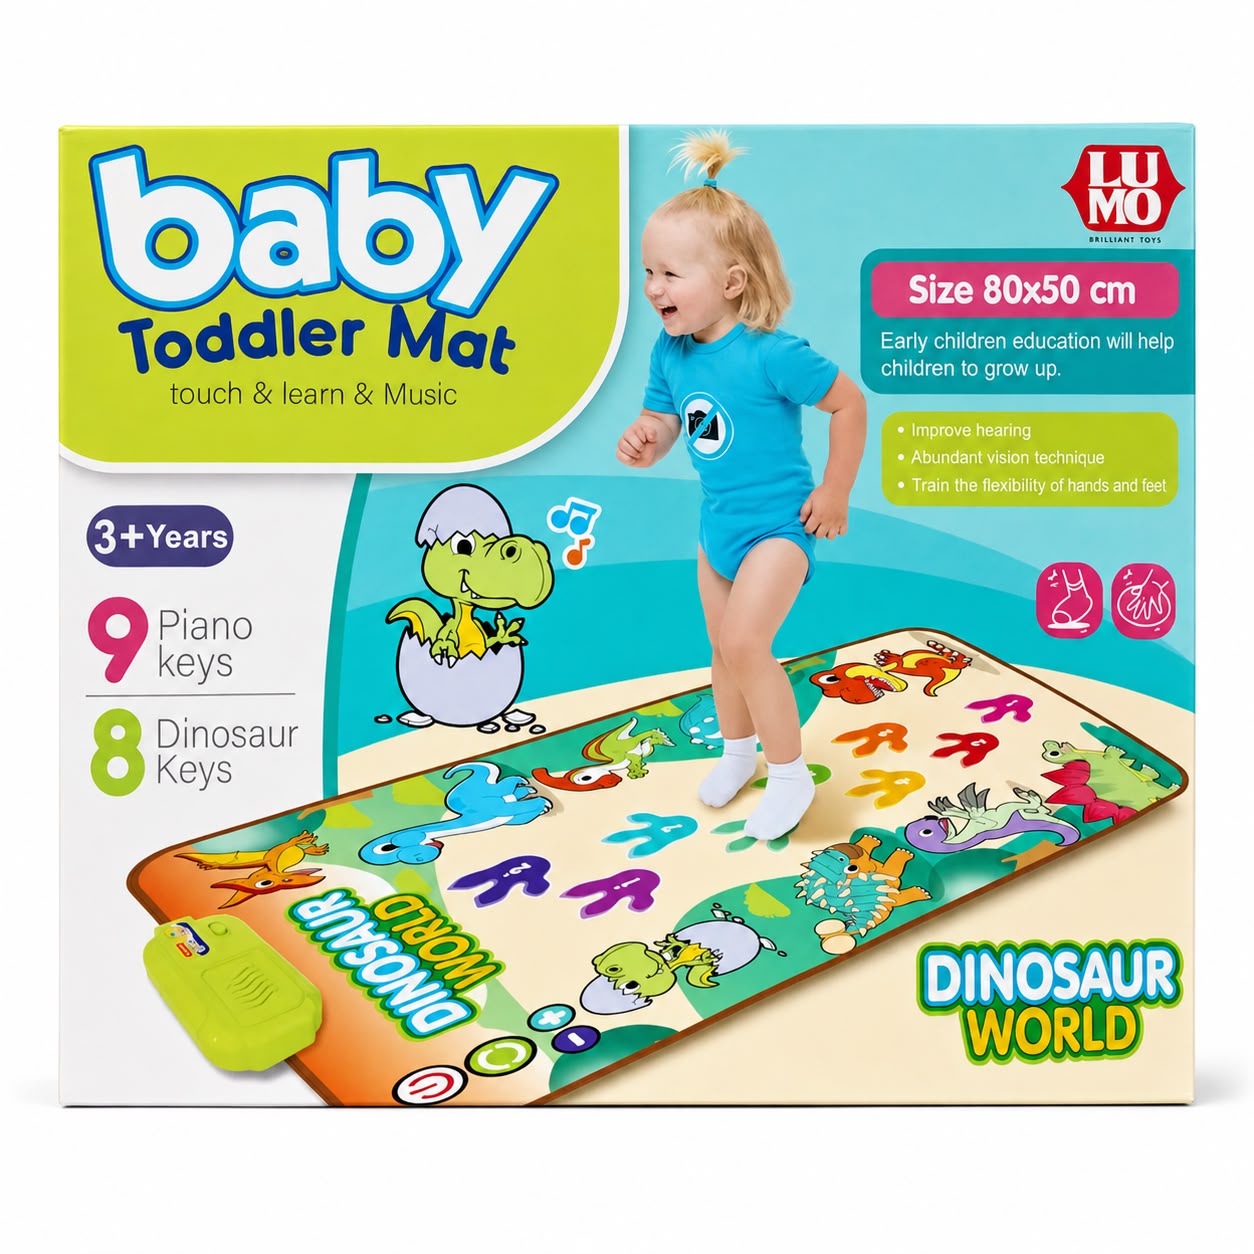 baby
Toddler Mat
touch & learn & Music
LU
MO
BRILLIANT TOYS
Size 80x50 cm
Early children education will help
children to grow up.
• Improve hearing
• Abundant vision technique
• Train the flexibility of hands and feet
3+Years
9 Piano
keys
8 Dinosaur
Keys
DINOSAUR
WORLD
DINOSAUR
WORLD